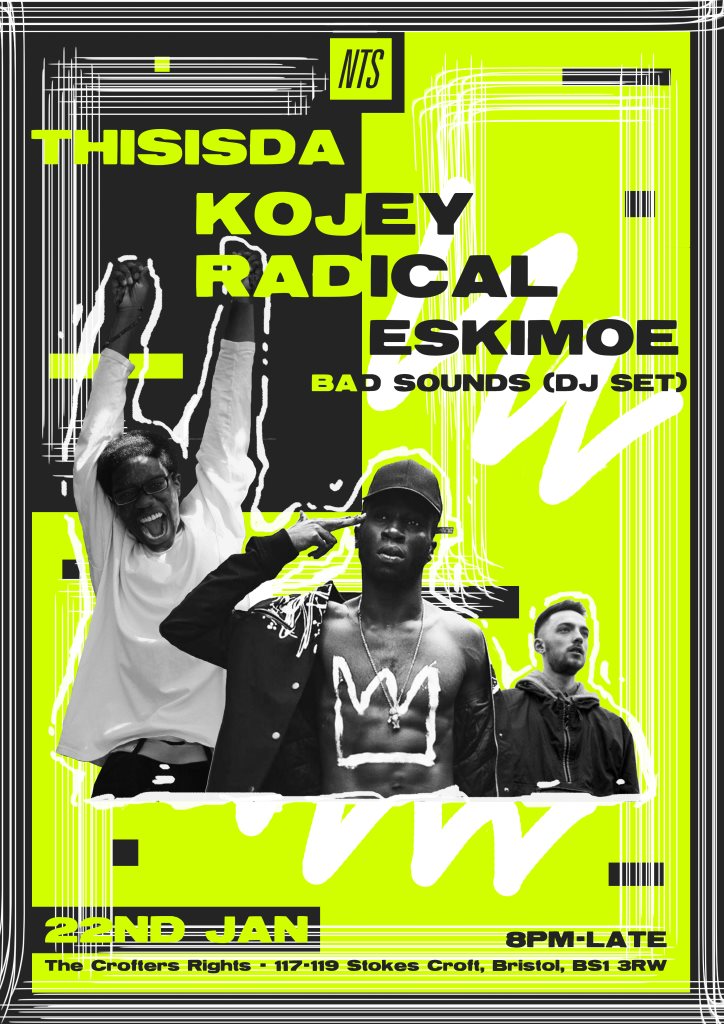 NTS
THISISDA
KOJEY
RADICAL
ESKIMOE
BAD SOUNDS (DJ SET)
22ND JAN
8PM-LATE
The Crofters Rights - 117-119 Stokes Croft, Bristol, BS1 3RW